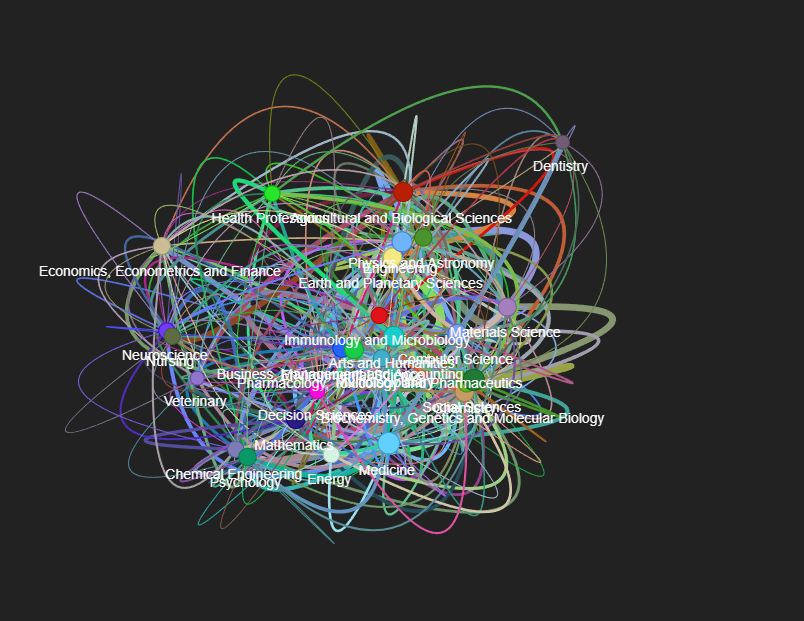 Dentistry
Health Professions
Agricultural and Biological Sciences
Physics and Astronomy
Engineering
Economics, Econometrics and Finance
Earth and Planetary Sciences
Materials Science
Immunology and Microbiology
Neuroscience
Nursing
Computer Science
Arts and Humanities
Business, Management and Accounting
Pharmacology, Toxicology and Pharmaceutics
Veterinary
Social Sciences
Decision Sciences
Biochemistry, Genetics and Molecular Biology
Mathematics
Medicine
Chemical Engineering
Psychology
Energy